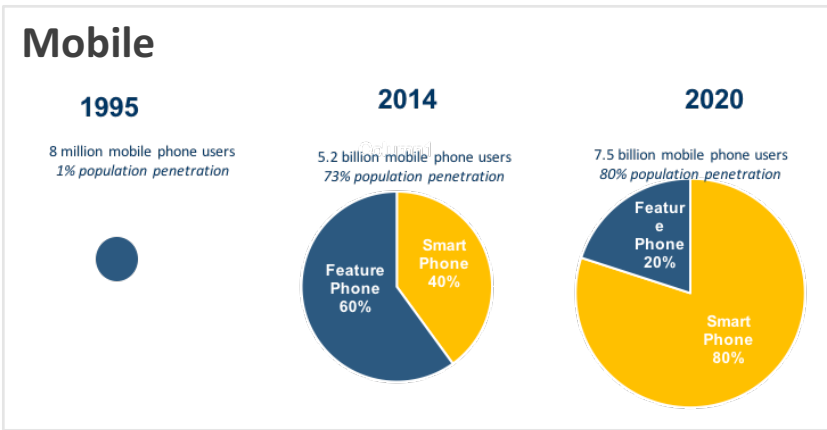 Mobile
1995
8 million mobile phone users
1% population penetration
2014
5.2 billion mobile phone users
73% population penetration
Feature
Phone
60%
Smart
Phone
40%
2020
7.5 billion mobile phone users
80% population penetration
Featur
e
Phone
20%
Smart
Phone
80%